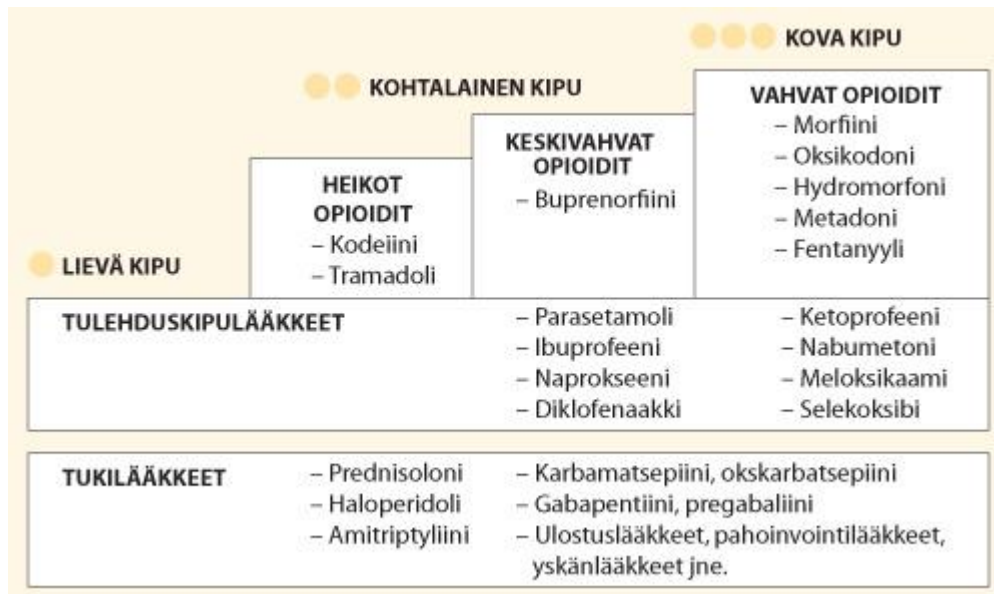 KOVA KIPU
KOHTALAINEN KIPU
LIEVÄ KIPU
VAHVAT OPIOIDIT
– Morfiini
– Oksikodoni
– Hydromorfoni
– Metadoni
– Fentanyyli
KESKIVAHVAT
OPIOIDIT
– Buprenorfiini
HEIKOT
OPIOIDIT
– Kodeiini
– Tramadoli
TULEHDUSKIPULÄÄKKEET
– Parasetamoli
– Ibuprofeeni
– Naprokseeni
– Diklofenaakki
– Ketoprofeeni
– Nabumetoni
– Meloksikaami
– Selekoksibi
TUKILÄÄKKEET
– Prednisoloni
– Haloperidoli
– Amitriptyliini
– Karbamatsepiini, okskarbatsepiini
– Gabapentiini, pregabaliini
– Ulostuslääkkeet, pahoinvointilääkkeet,
yskänlääkkeet jne.